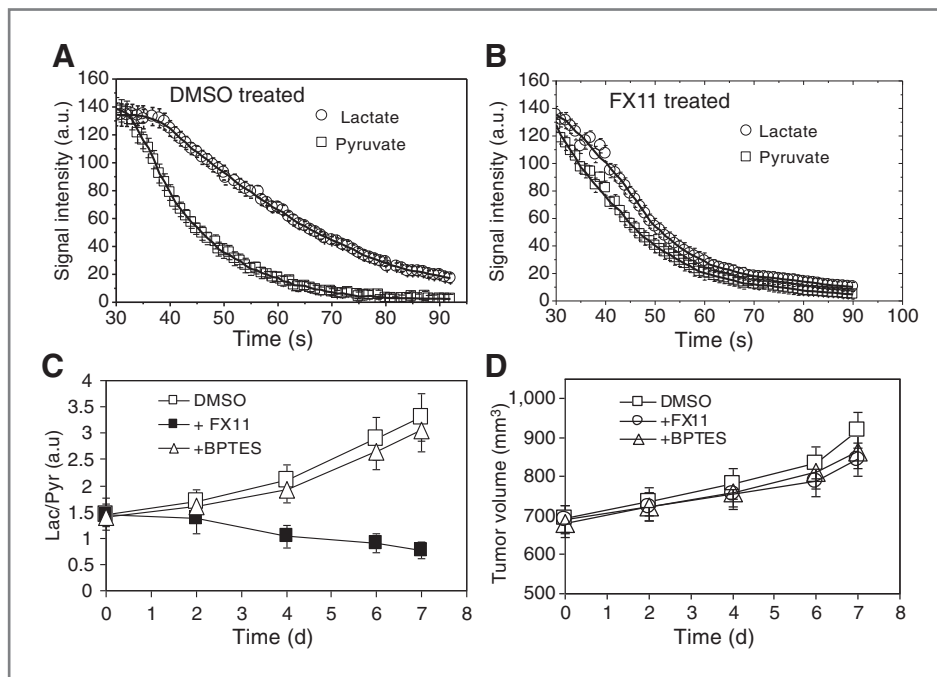 A
160
140
120
100
80
60
40
20
0
Signal intensity (a.u.)
DMSO treated
Lactate
Pyruvate
30 40 50 60 70 80 90
Time (s)
B
160
140
120
100
80
60
40
20
0
Signal intensity (a.u.)
FX11 treated
Lactate
Pyruvate
30 40 50 60 70 80 90 100
Time (s)
C
4
3.5
3
2.5
2
1.5
1
0.5
0
Lac/Pyr (a.u)
DMSO
+ FX11
+BPTES
0 1 2 3 4 5 6 7 8
Time (d)
D
1,000
900
800
700
600
500
Tumor volume (mm³)
DMSO
+FX11
+BPTES
0 2 4 6 7 8
Time (d)